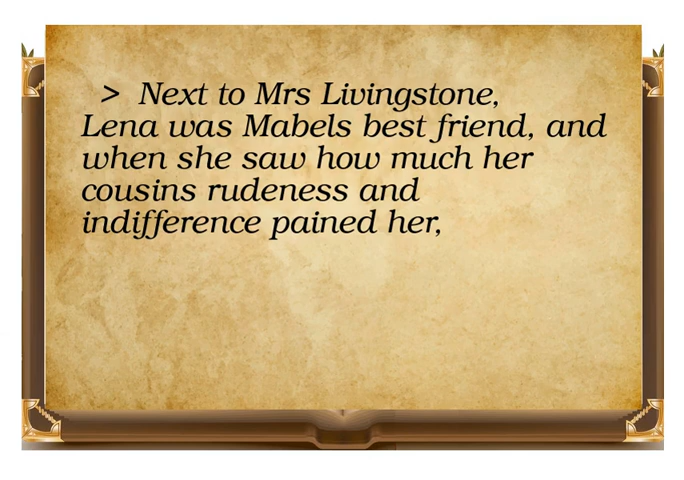 > Next to Mrs Livingstone,
Lena was Mabels best friend, and
when she saw how much her
cousins rudeness and
indifference pained her,